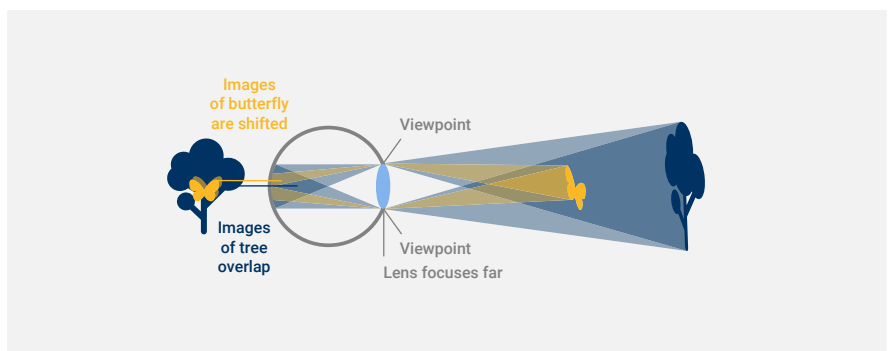 Images
of butterfly
are shifted
Viewpoint
Images
of tree
overlap
Viewpoint
Lens focuses far